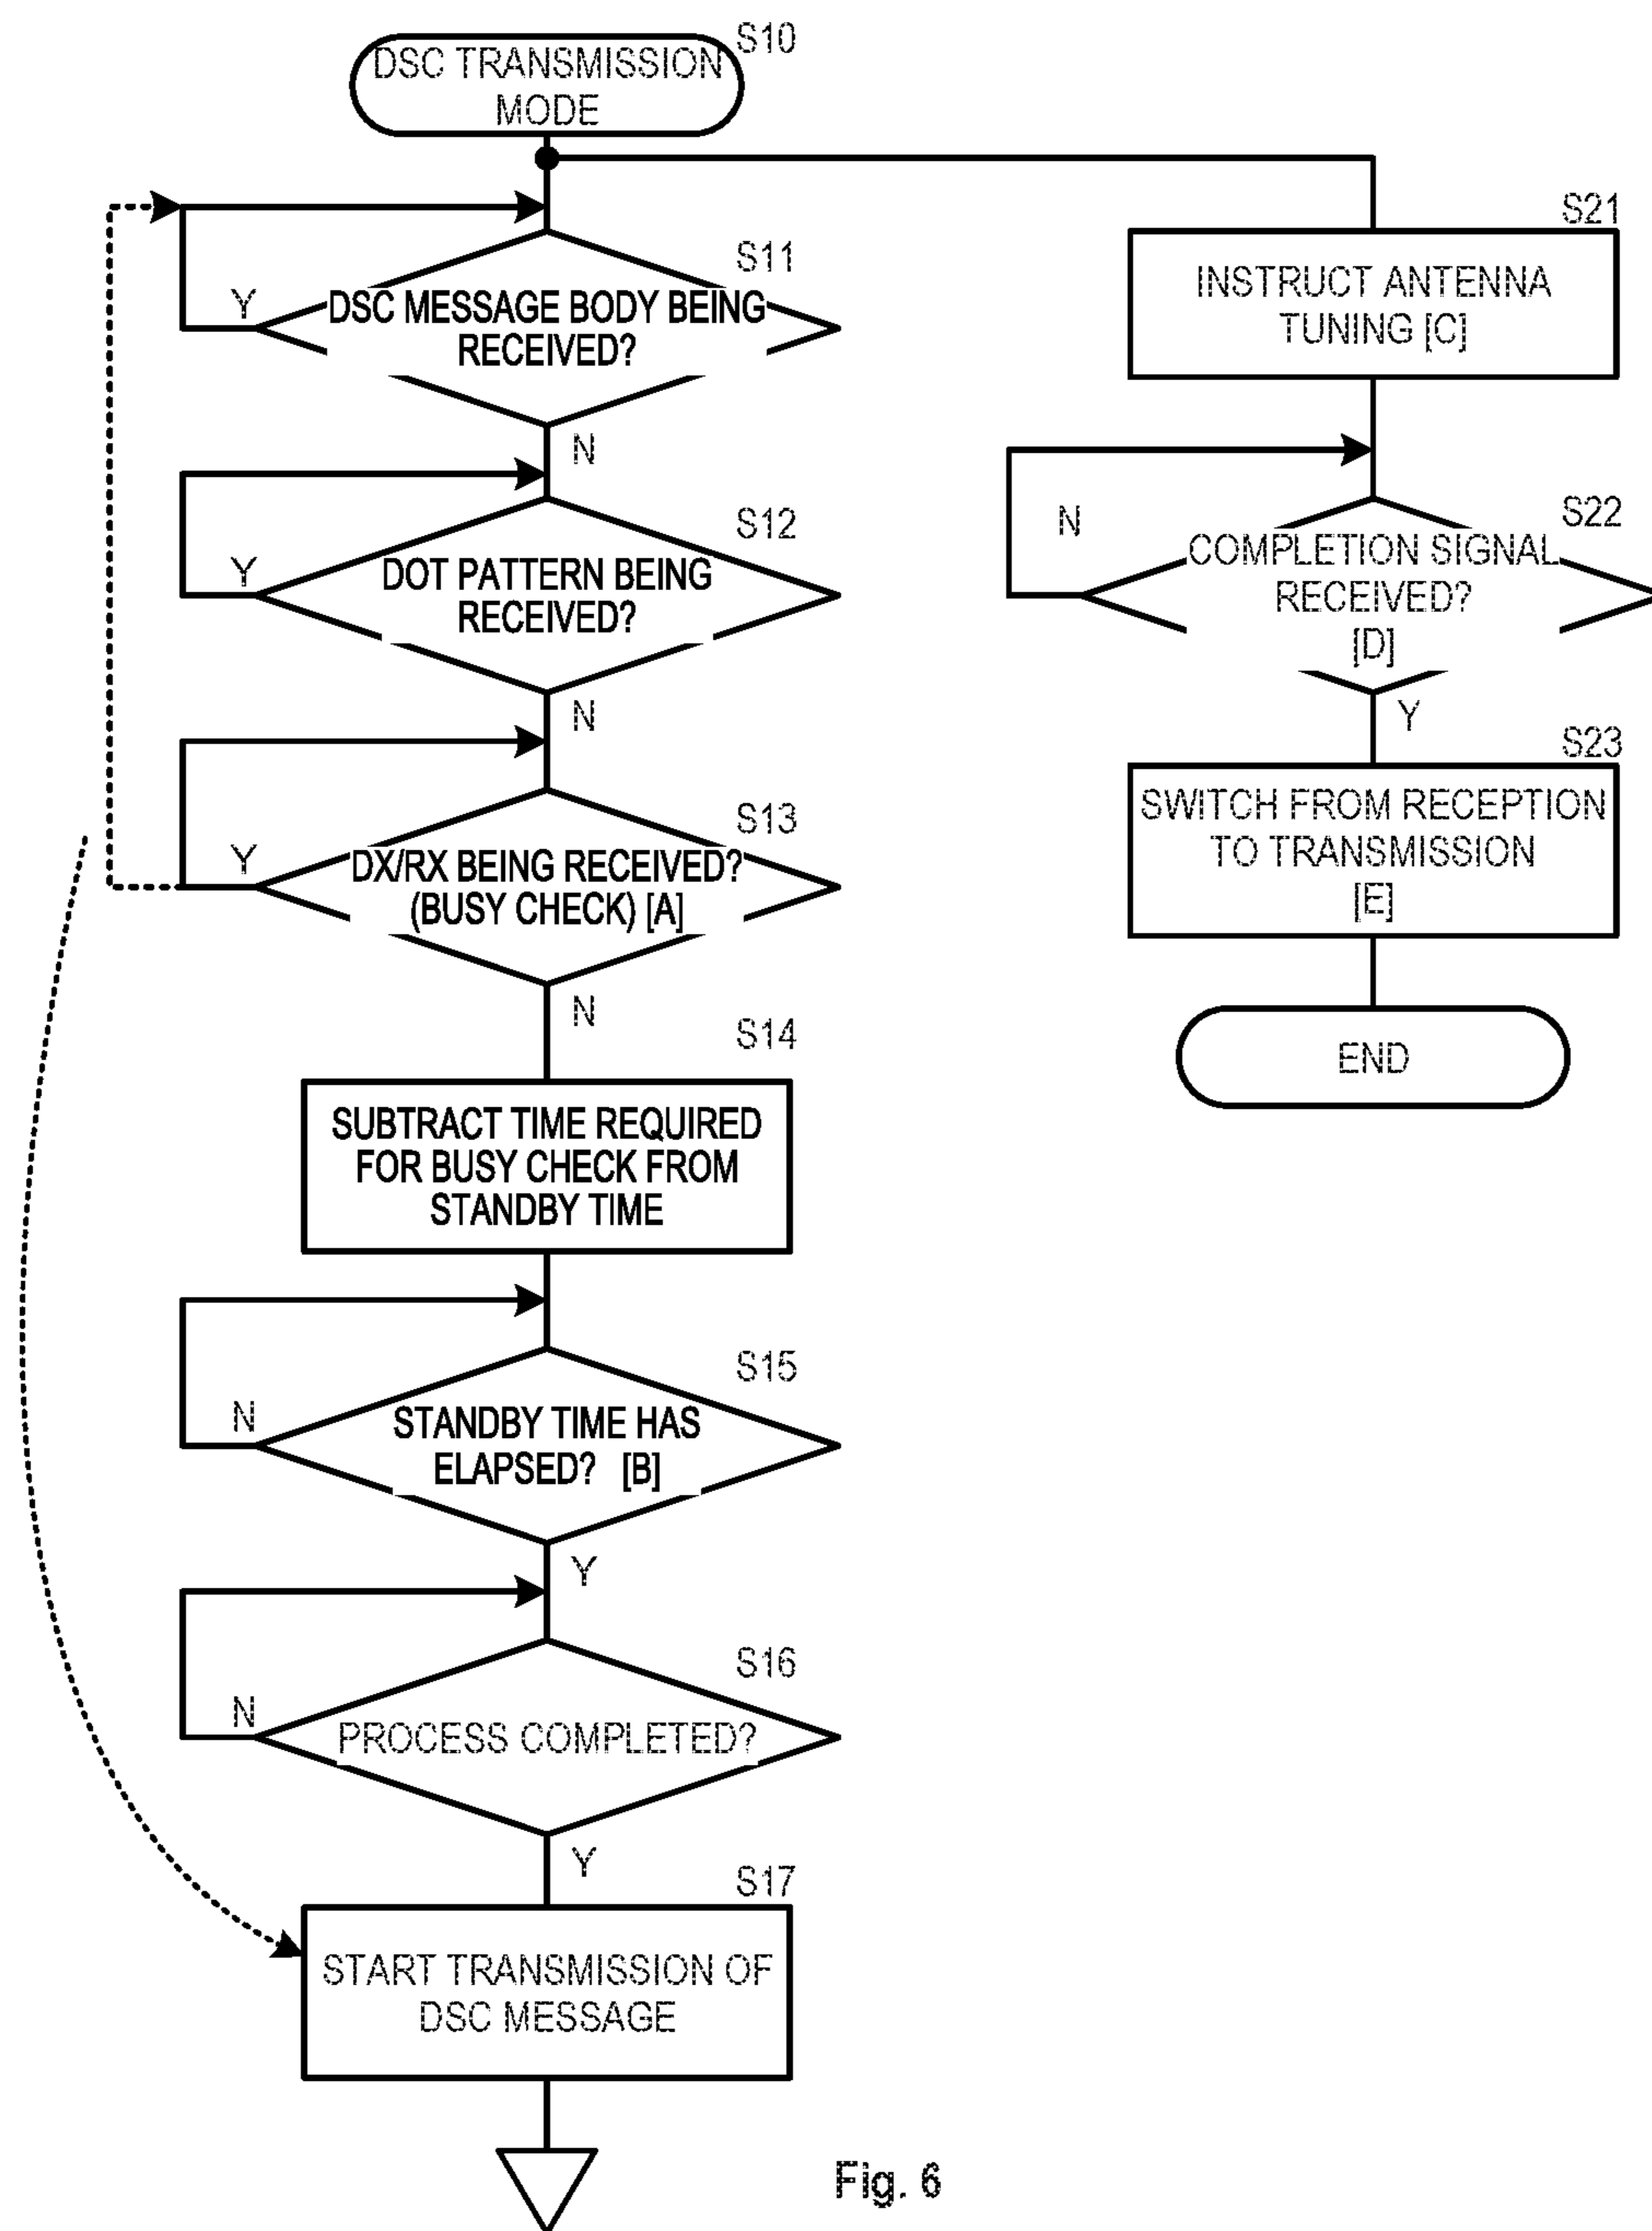 S10
DSC TRANSMISSION
MODE
S11
DSC MESSAGE BODY BEING
RECEIVED?
Y
N
S12
DOT PATTERN BEING
RECEIVED?
Y
N
S13
DX/RX BEING RECEIVED?
(BUSY CHECK) [A]
Y
N
S14
SUBTRACT TIME REQUIRED
FOR BUSY CHECK FROM
STANDBY TIME
S15
STANDBY TIME HAS
ELAPSED? [B]
N
Y
S16
PROCESS COMPLETED?
N
Y
S17
START TRANSMISSION OF
DSC MESSAGE
S21
INSTRUCT ANTENNA
TUNING [C]
S22
COMPLETION SIGNAL
RECEIVED?
[D]
N
Y
S23
SWITCH FROM RECEPTION
TO TRANSMISSION
[E]
END
Fig. 6